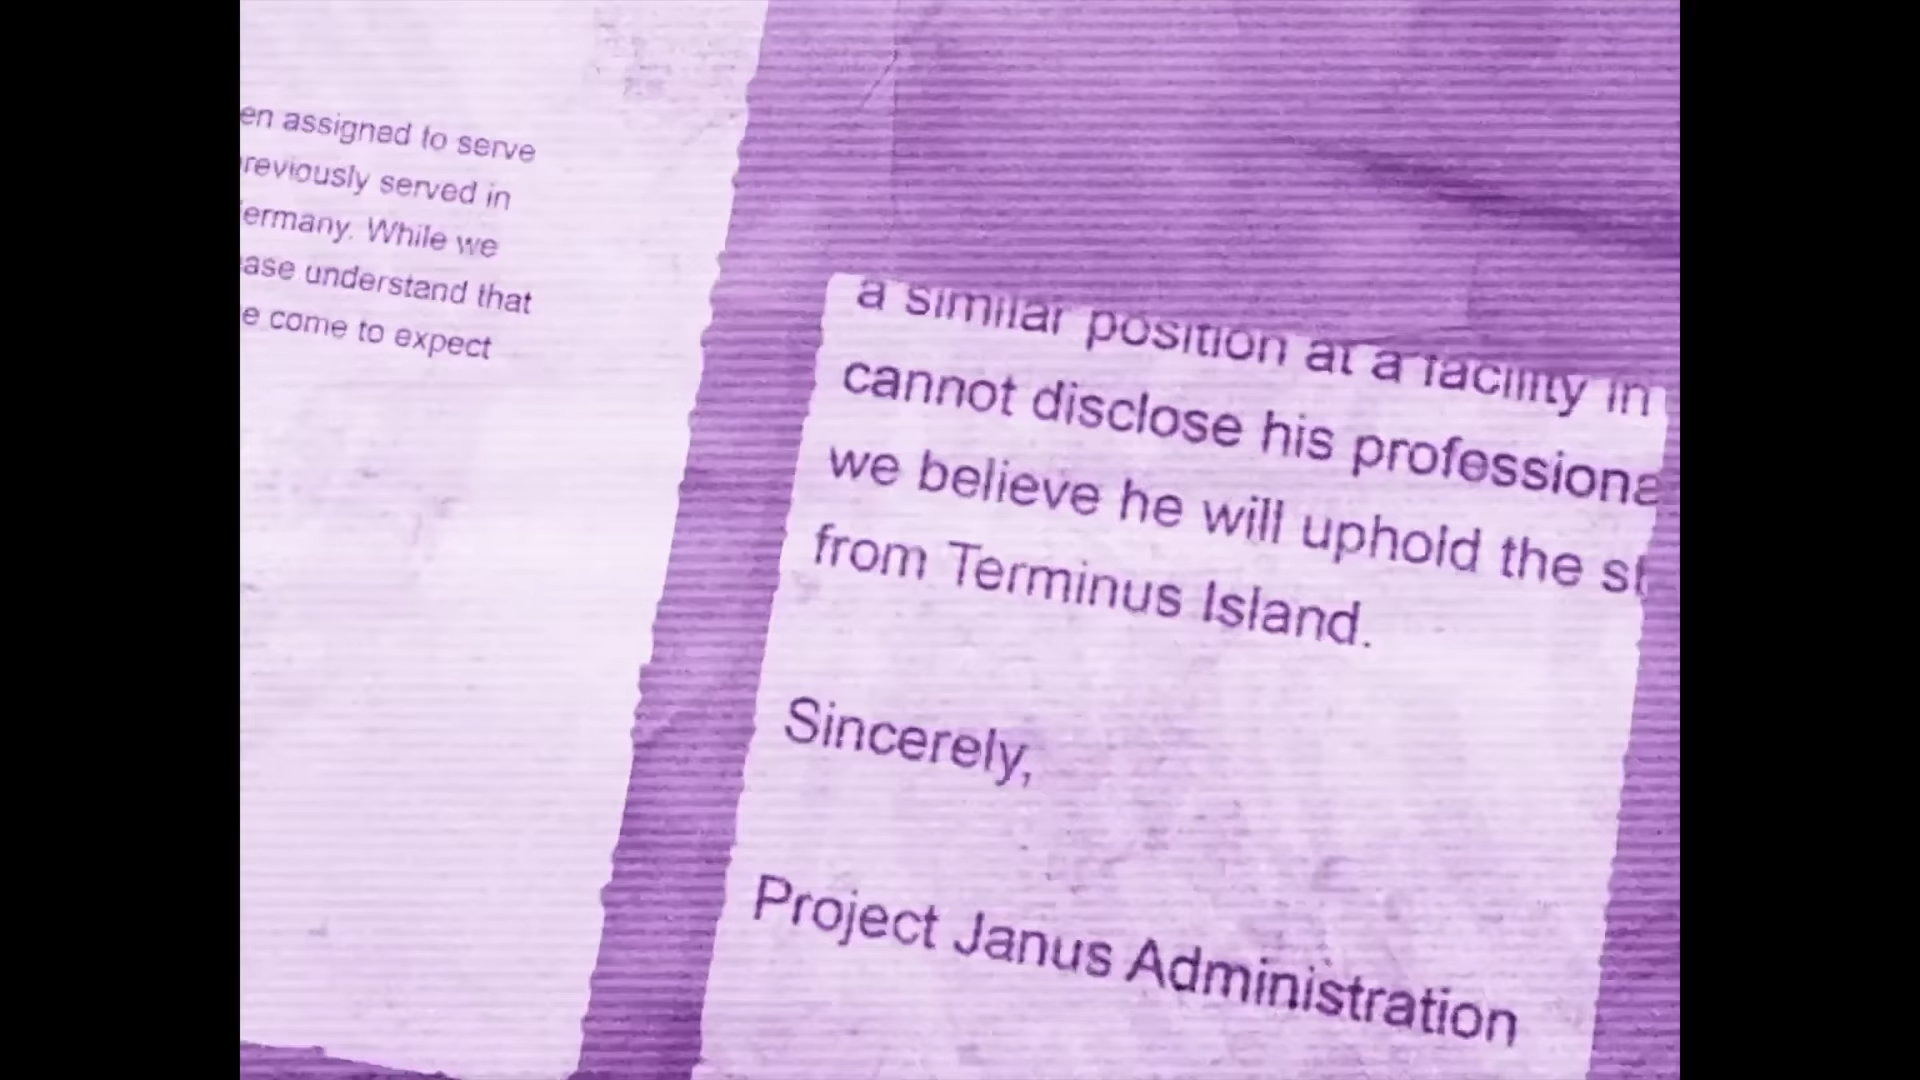 en assigned to serve
reviously served in
ermany. While we
ase understand that
e come to expect
a similar position at a facility in
cannot disclose his professiona
we believe he will uphold the st
from Terminus Island.
Sincerely,
Project Janus Administration